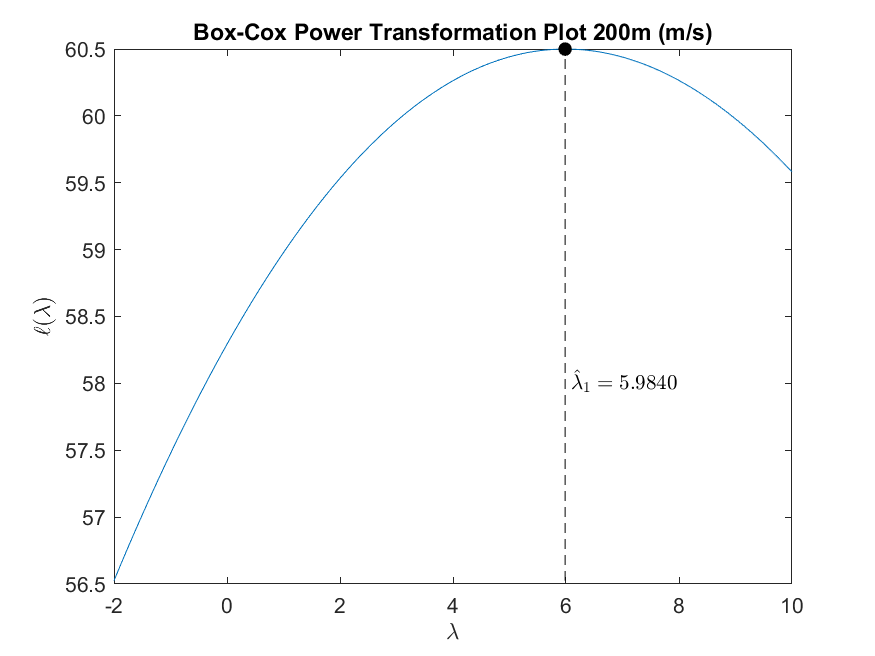 Box-Cox Power Transformation Plot 200m (m/s)
60.5
60
59.5
59
58.5
58
57.5
57
56.5
ℓ(λ)
λ̂₁ = 5.9840
-2 0 2 4 6 8 10
λ